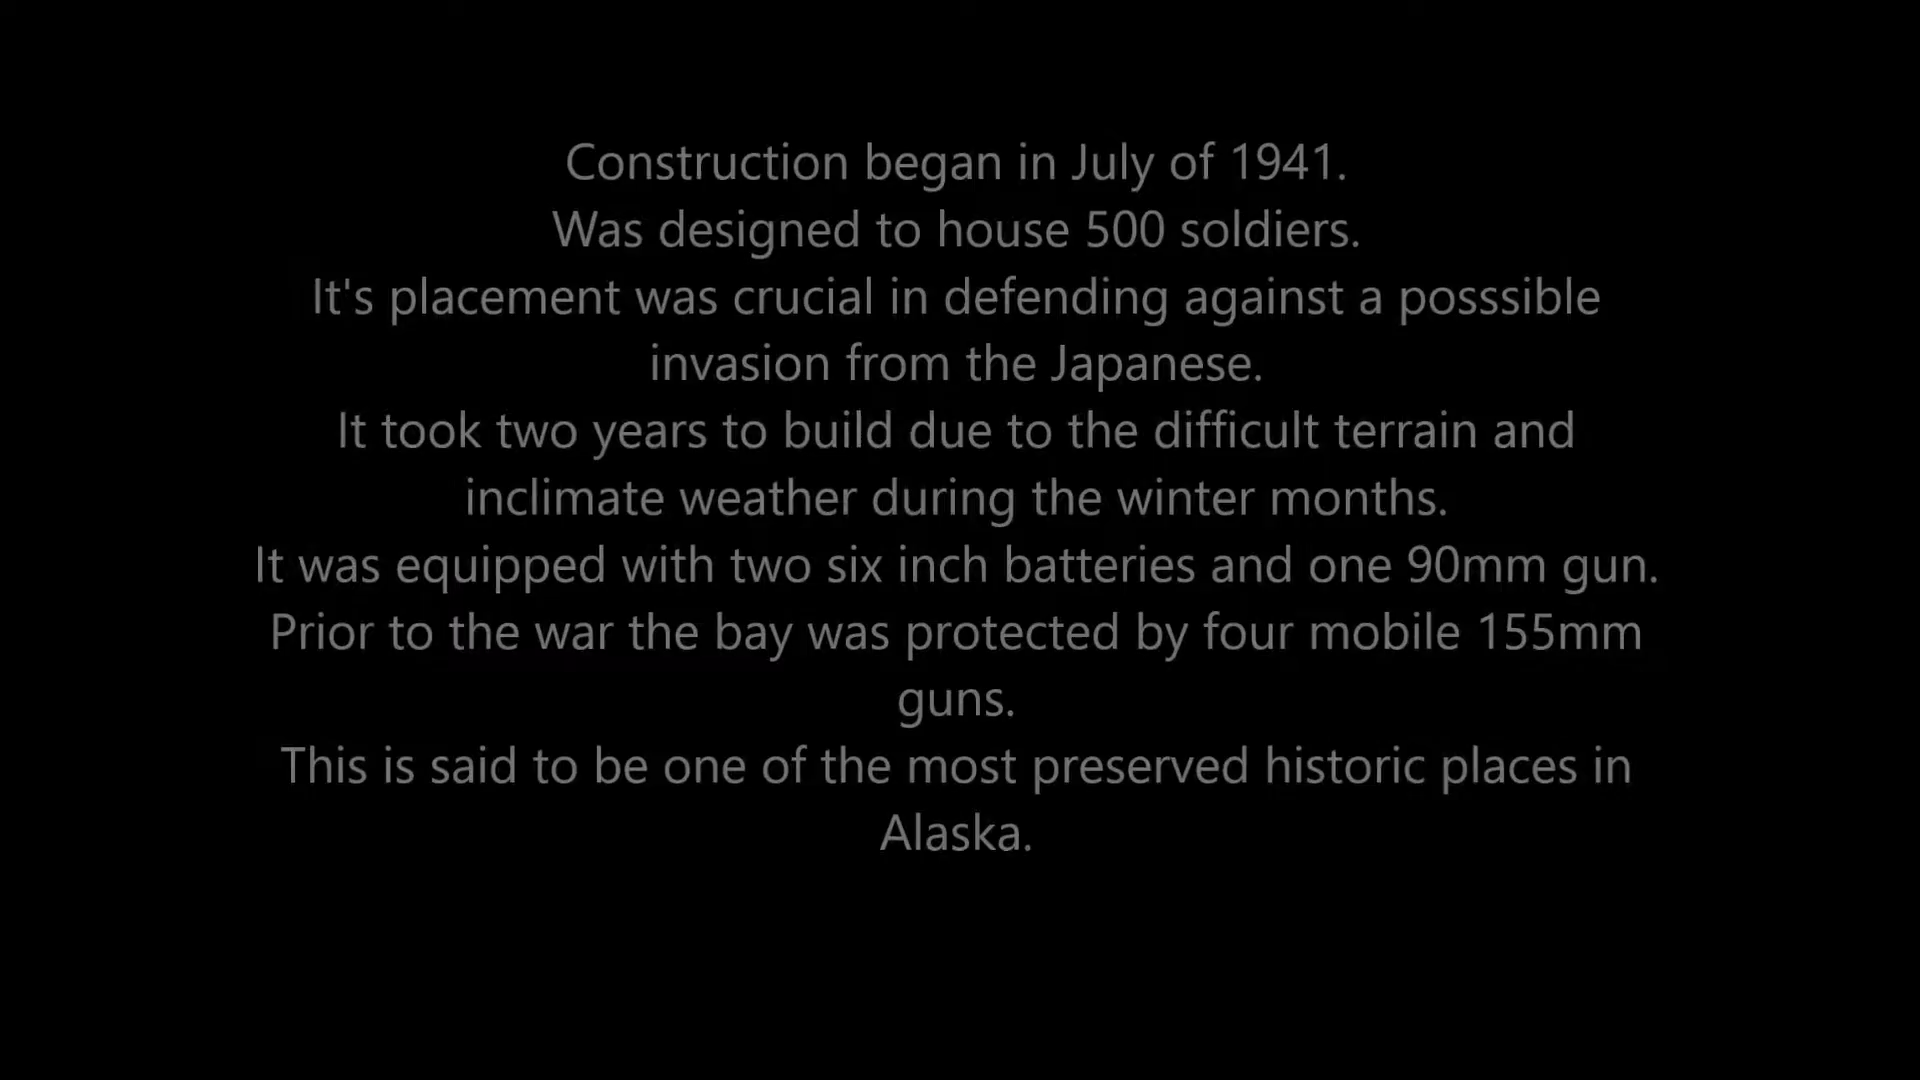 Construction began in July of 1941.
Was designed to house 500 soldiers.
It's placement was crucial in defending against a posssible
invasion from the Japanese.
It took two years to build due to the difficult terrain and
inclimate weather during the winter months.
It was equipped with two six inch batteries and one 90mm gun.
Prior to the war the bay was protected by four mobile 155mm
guns.
This is said to be one of the most preserved historic places in
Alaska.